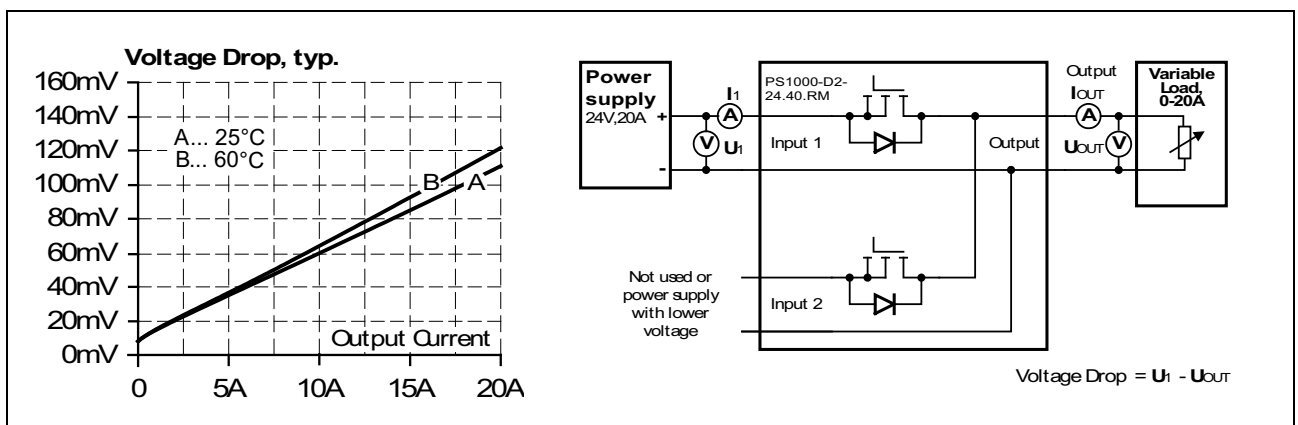 Voltage Drop, typ.
160mV
140mV
120mV
100mV
80mV
60mV
40mV
20mV
0mV
A... 25°C
B... 60°C
B
A
Output Current
0
5A
10A
15A
20A
Power
supply
24V,20A
+
-
I1
A
V
U1
PS1000-D2-
24.40.RM
Input 1
Output
Input 2
Not used or
power supply
with lower
voltage
Output
IOUT
A
UOUT
V
Variable
Load,
0-20A
Voltage Drop = U1 - UOUT